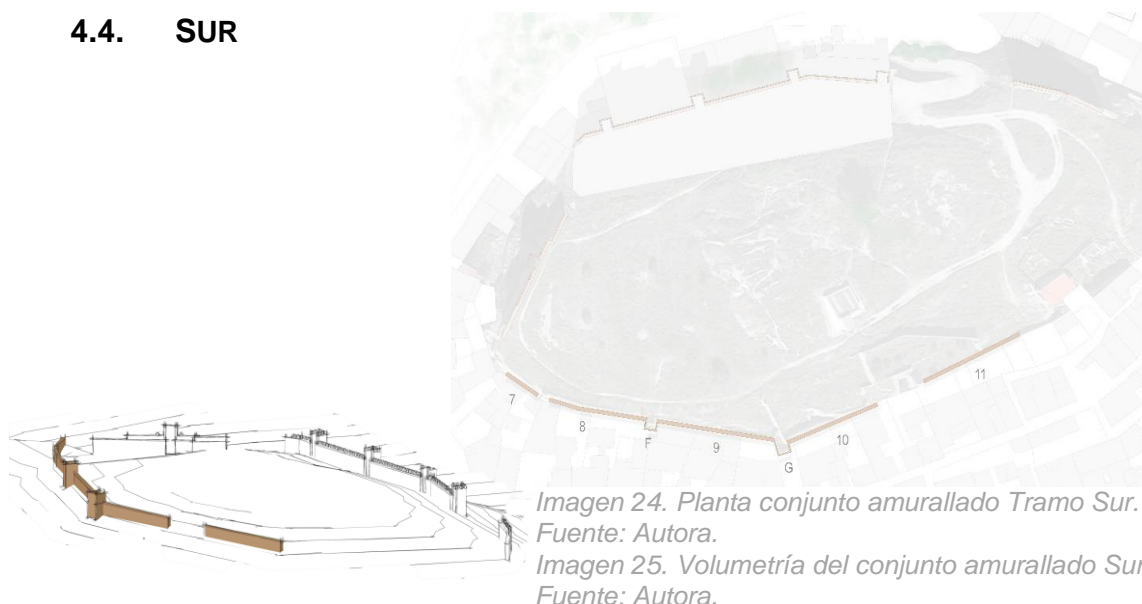 4.4. SUR
7
8
F
9
G
10
11
Imagen 24. Planta conjunto amurallado Tramo Sur.
Fuente: Autora.
Imagen 25. Volumetría del conjunto amurallado Sur
Fuente: Autora.